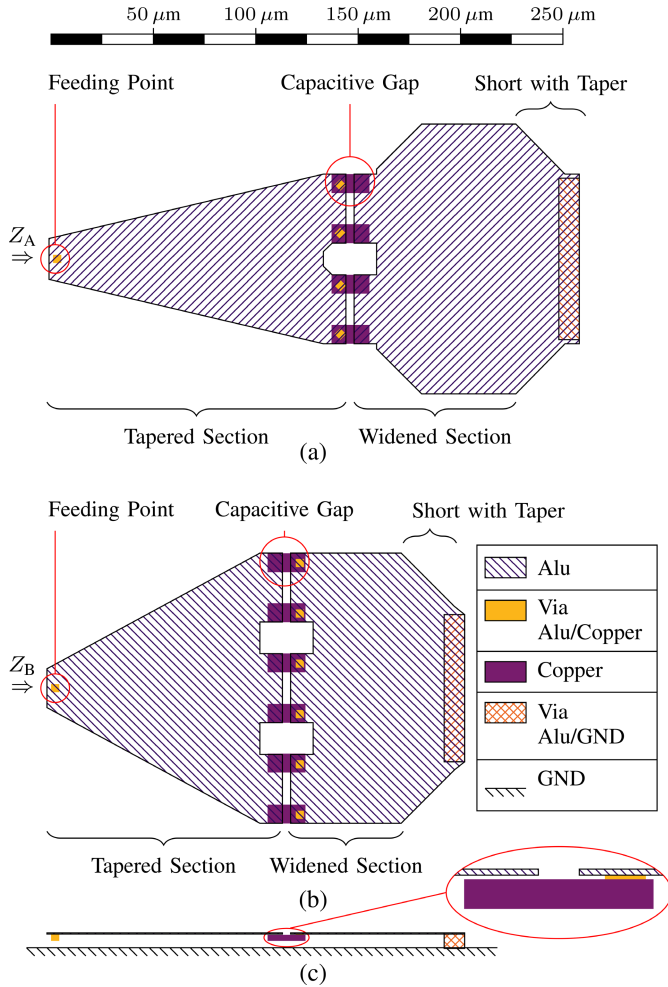 50 μm 100 μm 150 μm 200 μm 250 μm
Feeding Point Capacitive Gap Short with Taper
Z_A
⇒
Tapered Section Widened Section
(a)
Feeding Point Capacitive Gap Short with Taper
Alu
Via
Alu/Copper
Copper
Via
Alu/GND
GND
Z_B
⇒
Tapered Section Widened Section
(b)
(c)